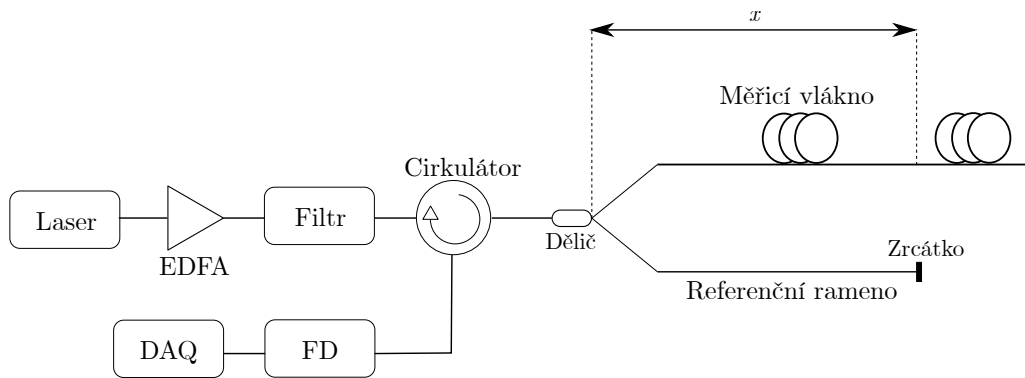 x
Měřicí vlákno
Cirkulátor
Laser
EDFA
Filtr
Dělič
Zrcátko
Referenční rameno
DAQ
FD